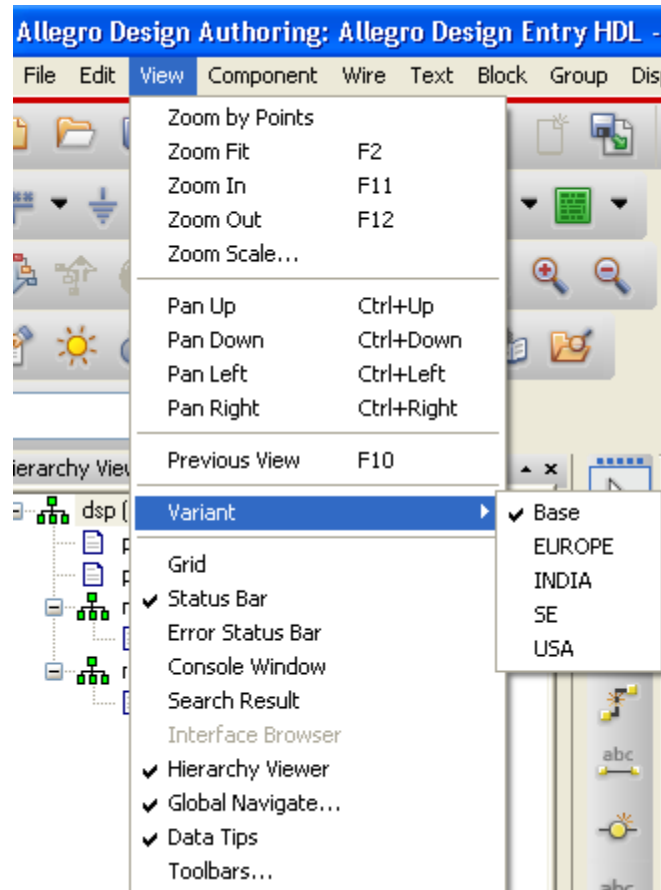 Allegro Design Authoring: Allegro Design Entry HDL -
File Edit View Component Wire Text Block Group Disp
Zoom by Points
Zoom Fit F2
Zoom In F11
Zoom Out F12
Zoom Scale...
Pan Up Ctrl+Up
Pan Down Ctrl+Down
Pan Left Ctrl+Left
Pan Right Ctrl+Right
Previous View F10
ierarchy Viev
dsp (
Variant
Base
EUROPE
INDIA
SE
USA
Grid
Status Bar
Error Status Bar
Console Window
Search Result
Interface Browser
Hierarchy Viewer
Global Navigate...
Data Tips
Toolbars...
abc
abc